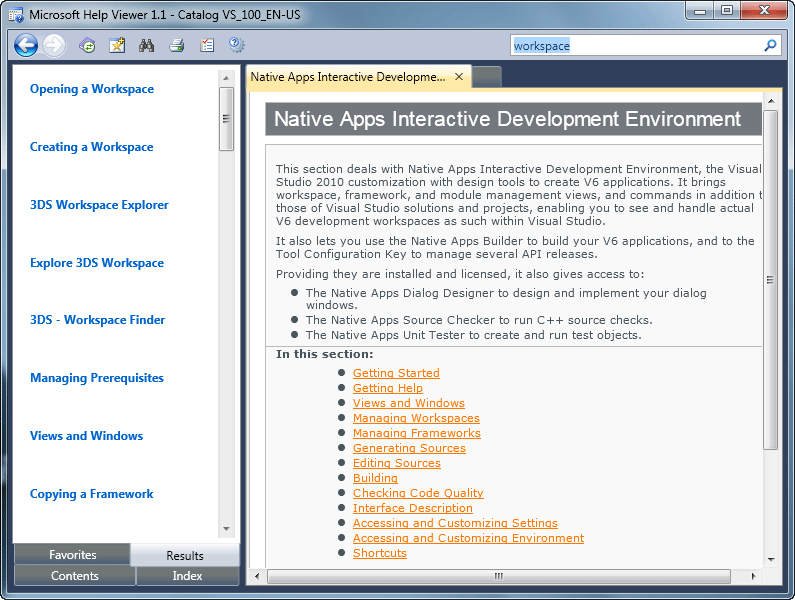 Microsoft Help Viewer 1.1 - Catalog VS_100_EN-US
workspace
Opening a Workspace
Creating a Workspace
3DS Workspace Explorer
Explore 3DS Workspace
3DS - Workspace Finder
Managing Prerequisites
Views and Windows
Copying a Framework
Favorites
Results
Contents
Index
Native Apps Interactive Developme...
Native Apps Interactive Development Environment
This section deals with Native Apps Interactive Development Environment, the Visual
Studio 2010 customization with design tools to create V6 applications. It brings
workspace, framework, and module management views, and commands in addition t
those of Visual Studio solutions and projects, enabling you to see and handle actual
V6 development workspaces as such within Visual Studio.
It also lets you use the Native Apps Builder to build your V6 applications, and to the
Tool Configuration Key to manage several API releases.
Providing they are installed and licensed, it also gives access to:
● The Native Apps Dialog Designer to design and implement your dialog
windows.
● The Native Apps Source Checker to run C++ source checks.
● The Native Apps Unit Tester to create and run test objects.
In this section:
● Getting Started
● Getting Help
● Views and Windows
● Managing Workspaces
● Managing Frameworks
● Generating Sources
● Editing Sources
● Building
● Checking Code Quality
● Interface Description
● Accessing and Customizing Settings
● Accessing and Customizing Environment
● Shortcuts